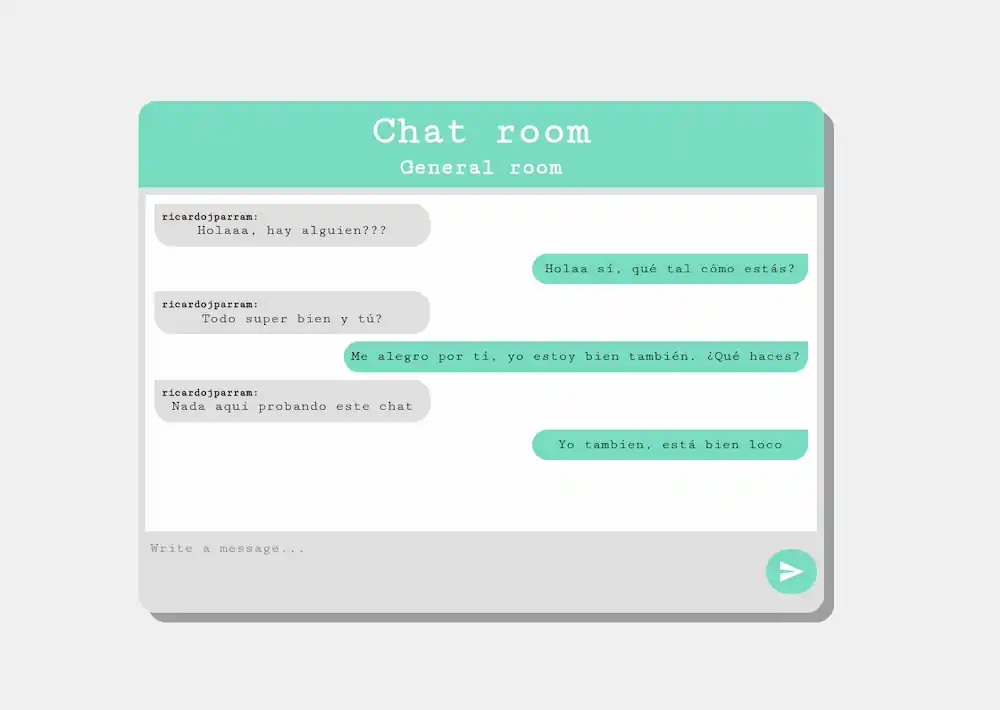 Chat room
General room
ricardojparram:
Holaaa, hay alguien???
Holaa sí, qué tal cómo estás?
ricardojparram:
Todo super bien y tú?
Me alegro por tí, yo estoy bien también. ¿Qué haces?
ricardojparram:
Nada aqui probando este chat
Yo tambien, está bien loco
Write a message...